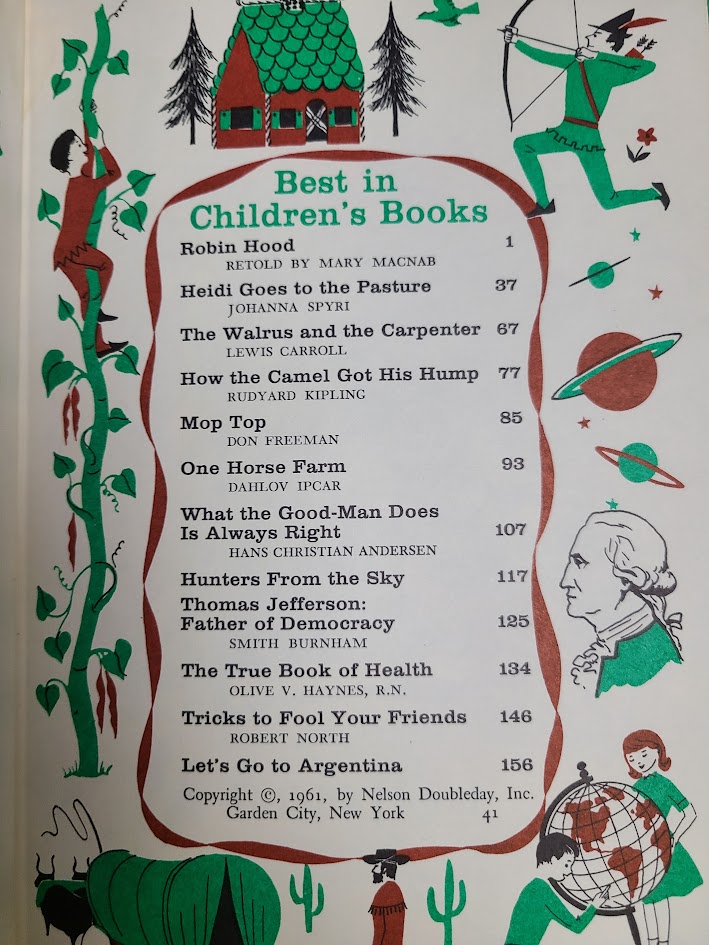 Best in
Children's Books
Robin Hood 1
RETOLD BY MARY MACNAB
Heidi Goes to the Pasture 37
JOHANNA SPYRI
The Walrus and the Carpenter 67
LEWIS CARROLL
How the Camel Got His Hump 77
RUDYARD KIPLING
Mop Top 85
DON FREEMAN
One Horse Farm 93
DAHLOV IPCAR
What the Good-Man Does
Is Always Right 107
HANS CHRISTIAN ANDERSEN
Hunters From the Sky 117
Thomas Jefferson:
Father of Democracy 125
SMITH BURNHAM
The True Book of Health 134
OLIVE V. HAYNES, R.N.
Tricks to Fool Your Friends 146
ROBERT NORTH
Let's Go to Argentina 156
Copyright ©, 1961, by Nelson Doubleday, Inc.
Garden City, New York 41